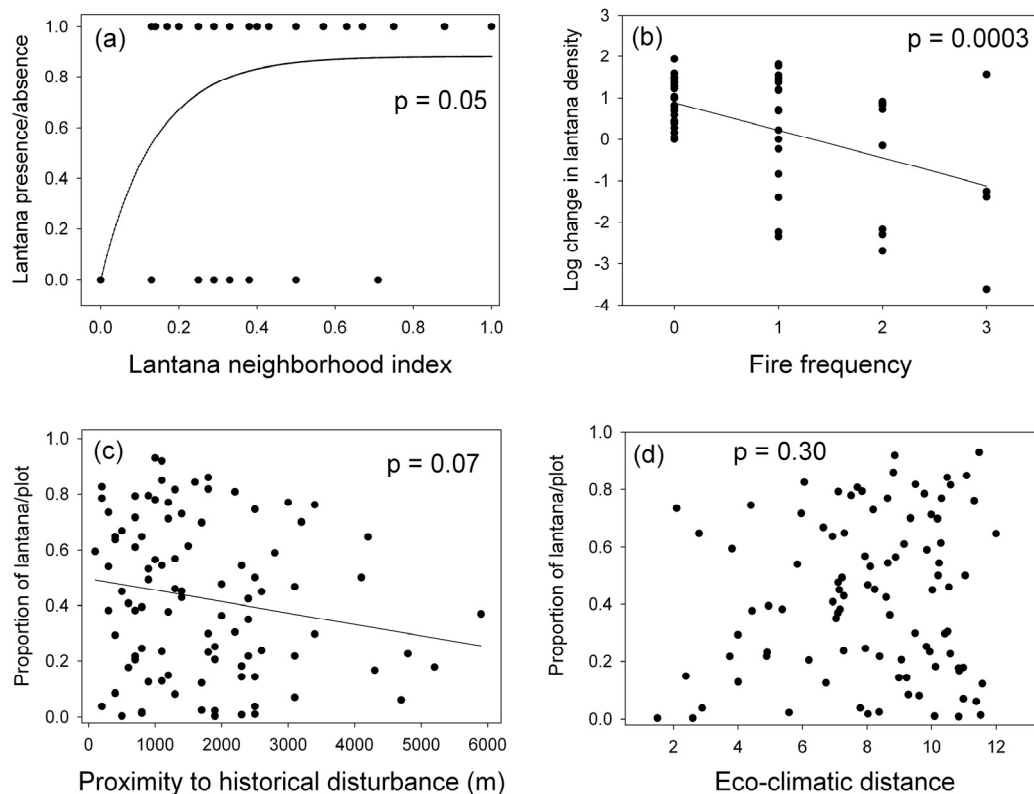 (a)
p = 0.05
Lantana presence/absence
1.0
0.8
0.6
0.4
0.2
0.0
0.0 0.2 0.4 0.6 0.8 1.0
Lantana neighborhood index
(b)
p = 0.0003
Log change in lantana density
3
2
1
0
-1
-2
-3
-4
0 1 2 3
Fire frequency
(c)
p = 0.07
Proportion of lantana/plot
1.0
0.8
0.6
0.4
0.2
0.0
0 1000 2000 3000 4000 5000 6000
Proximity to historical disturbance (m)
(d)
p = 0.30
Proportion of lantana/plot
1.0
0.8
0.6
0.4
0.2
0.0
2 4 6 8 10 12
Eco-climatic distance